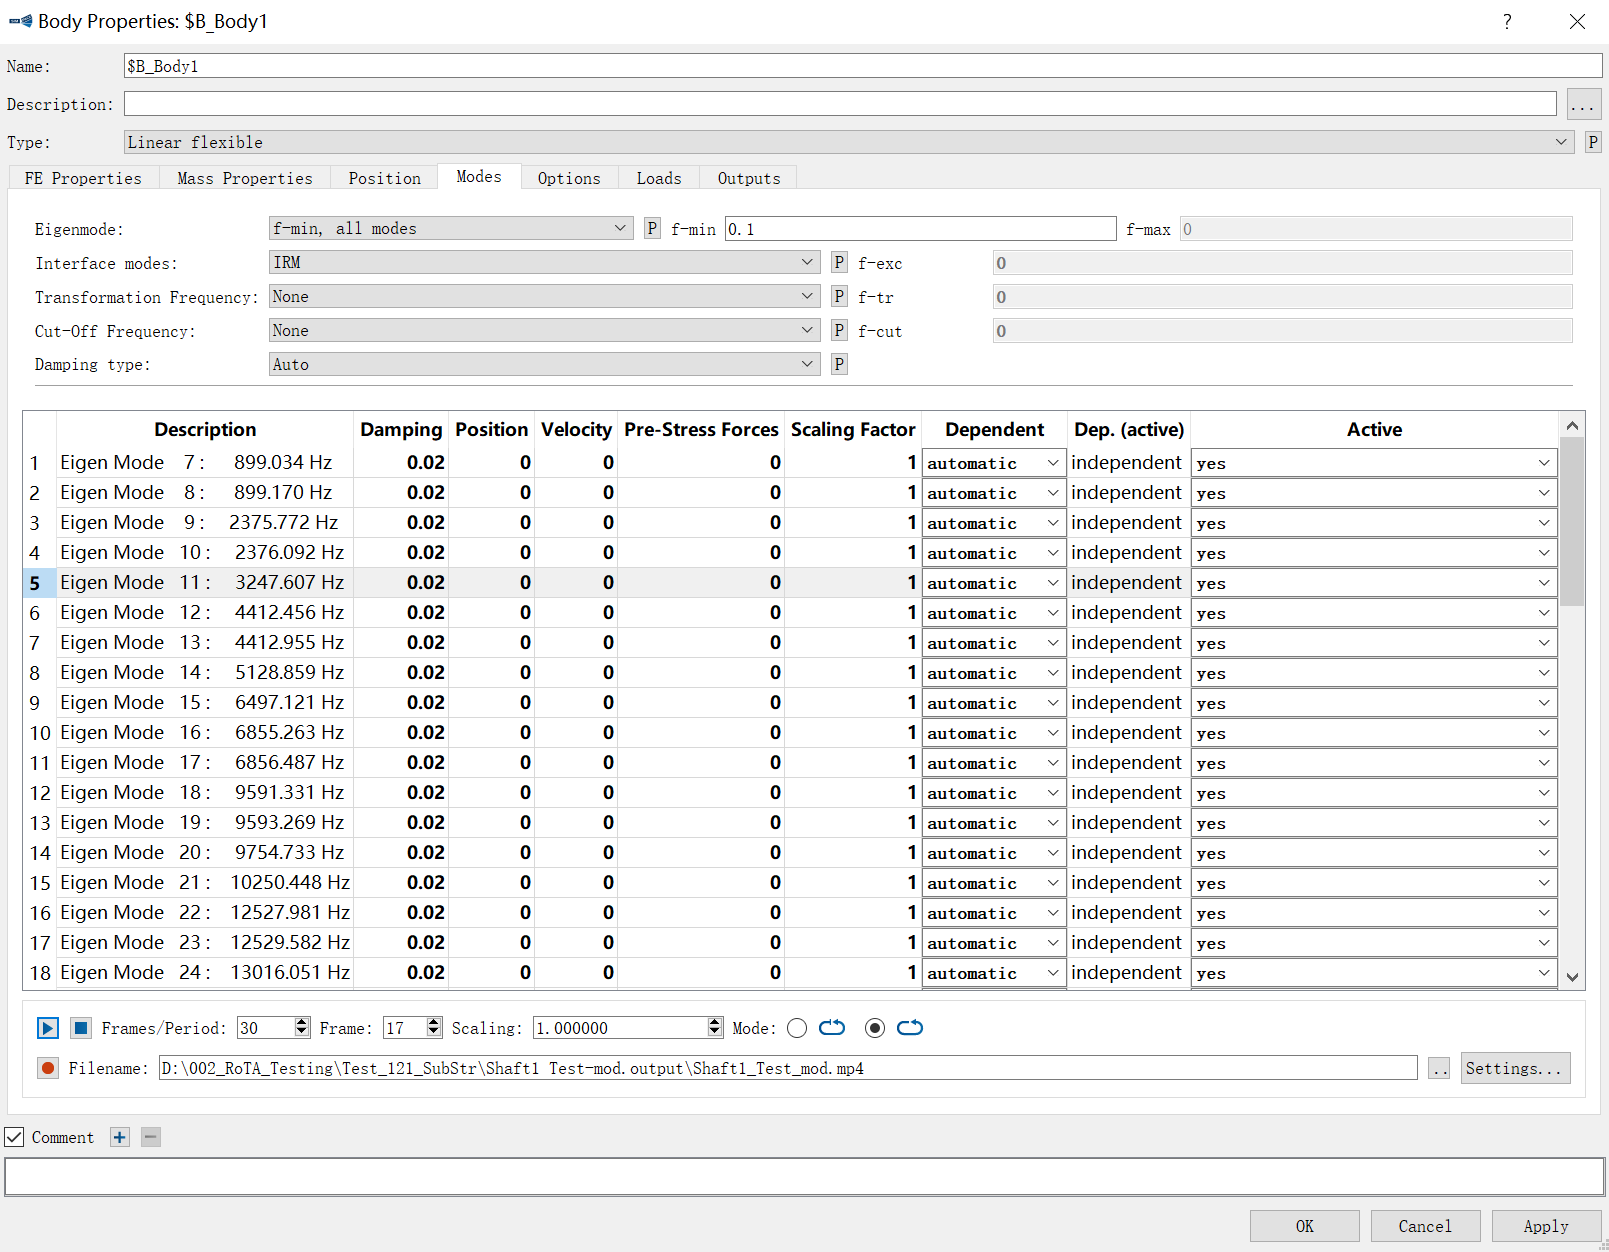 Body Properties: $B_Body1 ?
Name: $B_Body1
Description: ...
Type: Linear flexible P
FE Properties Mass Properties Position Modes Options Loads Outputs
Eigenmode: f-min, all modes P f-min 0.1 f-max 0
Interface modes: IRM P f-exc 0
Transformation Frequency: None P f-tr 0
Cut-Off Frequency: None P f-cut 0
Damping type: Auto P
Description Damping Position Velocity Pre-Stress Forces Scaling Factor Dependent Dep. (active) Active
1 Eigen Mode 7 : 899.034 Hz 0.02 0 0 0 1 automatic independent yes
2 Eigen Mode 8 : 899.170 Hz 0.02 0 0 0 1 automatic independent yes
3 Eigen Mode 9 : 2375.772 Hz 0.02 0 0 0 1 automatic independent yes
4 Eigen Mode 10 : 2376.092 Hz 0.02 0 0 0 1 automatic independent yes
5 Eigen Mode 11 : 3247.607 Hz 0.02 0 0 0 1 automatic independent yes
6 Eigen Mode 12 : 4412.456 Hz 0.02 0 0 0 1 automatic independent yes
7 Eigen Mode 13 : 4412.955 Hz 0.02 0 0 0 1 automatic independent yes
8 Eigen Mode 14 : 5128.859 Hz 0.02 0 0 0 1 automatic independent yes
9 Eigen Mode 15 : 6497.121 Hz 0.02 0 0 0 1 automatic independent yes
10 Eigen Mode 16 : 6855.263 Hz 0.02 0 0 0 1 automatic independent yes
11 Eigen Mode 17 : 6856.487 Hz 0.02 0 0 0 1 automatic independent yes
12 Eigen Mode 18 : 9591.331 Hz 0.02 0 0 0 1 automatic independent yes
13 Eigen Mode 19 : 9593.269 Hz 0.02 0 0 0 1 automatic independent yes
14 Eigen Mode 20 : 9754.733 Hz 0.02 0 0 0 1 automatic independent yes
15 Eigen Mode 21 : 10250.448 Hz 0.02 0 0 0 1 automatic independent yes
16 Eigen Mode 22 : 12527.981 Hz 0.02 0 0 0 1 automatic independent yes
17 Eigen Mode 23 : 12529.582 Hz 0.02 0 0 0 1 automatic independent yes
18 Eigen Mode 24 : 13016.051 Hz 0.02 0 0 0 1 automatic independent yes
Frames/Period: 30 Frame: 17 Scaling: 1.000000 Mode:
Filename: D:\002_RoTA_Testing\Test_121_SubStr\Shaft1 Test-mod.output\Shaft1_Test_mod.mp4 .. Settings...
Comment
OK Cancel Apply